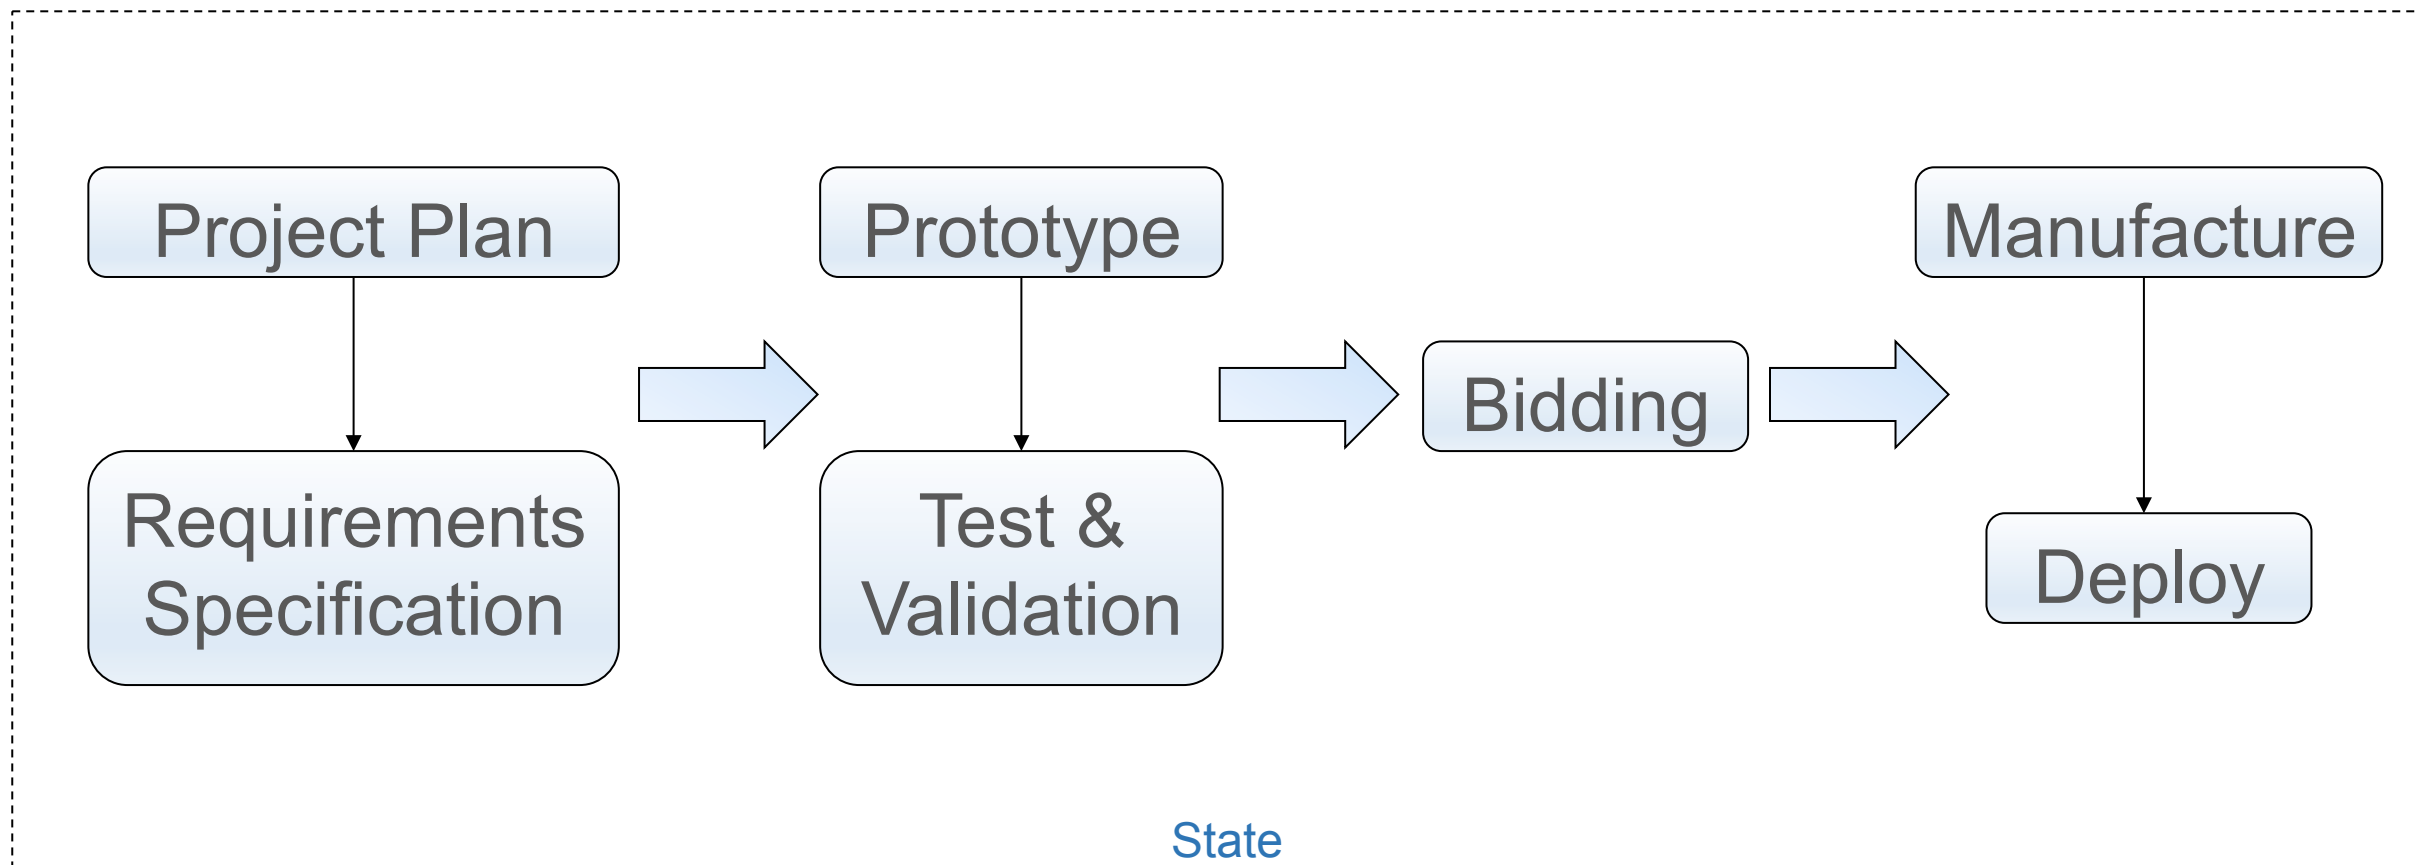 Project Plan
Requirements
Specification
Prototype
Test &
Validation
Bidding
Manufacture
Deploy
State